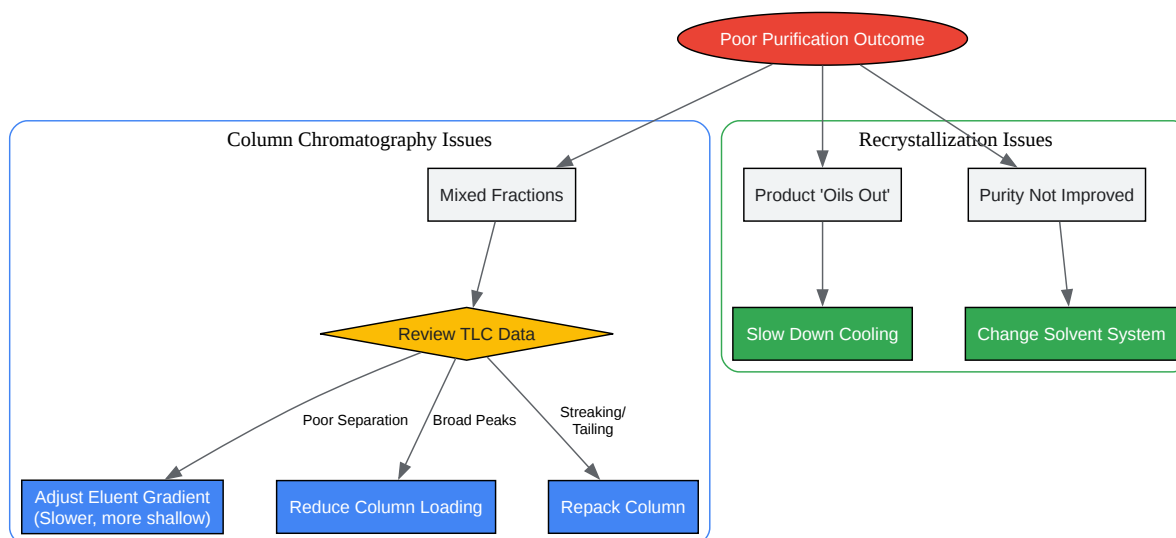 Poor Purification Outcome
Column Chromatography Issues
Recrystallization Issues
Mixed Fractions
Product 'Oils Out'
Purity Not Improved
Review TLC Data
Slow Down Cooling
Change Solvent System
Poor Separation
Broad Peaks
Streaking/
Tailing
Adjust Eluent Gradient
(Slower, more shallow)
Reduce Column Loading
Repack Column